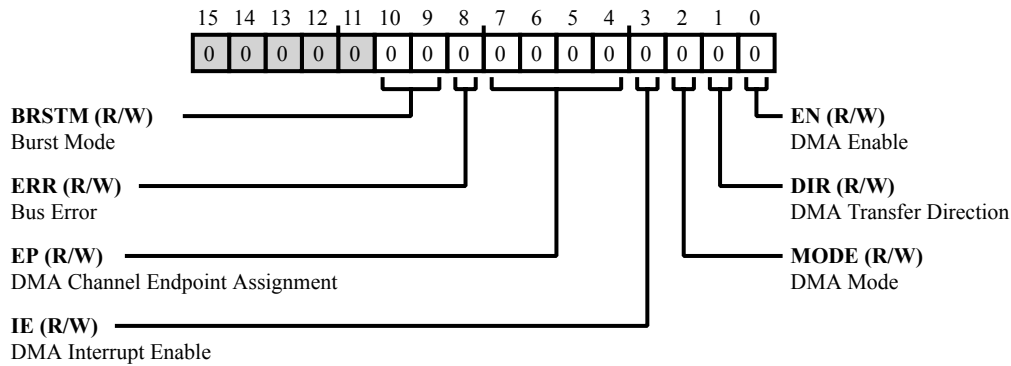 15 14 13 12 11 10 9 8 7 6 5 4 3 2 1 0
0 0 0 0 0 0 0 0 0 0 0 0 0 0 0 0
BRSTM (R/W)
Burst Mode
ERR (R/W)
Bus Error
EP (R/W)
DMA Channel Endpoint Assignment
IE (R/W)
DMA Interrupt Enable
EN (R/W)
DMA Enable
DIR (R/W)
DMA Transfer Direction
MODE (R/W)
DMA Mode